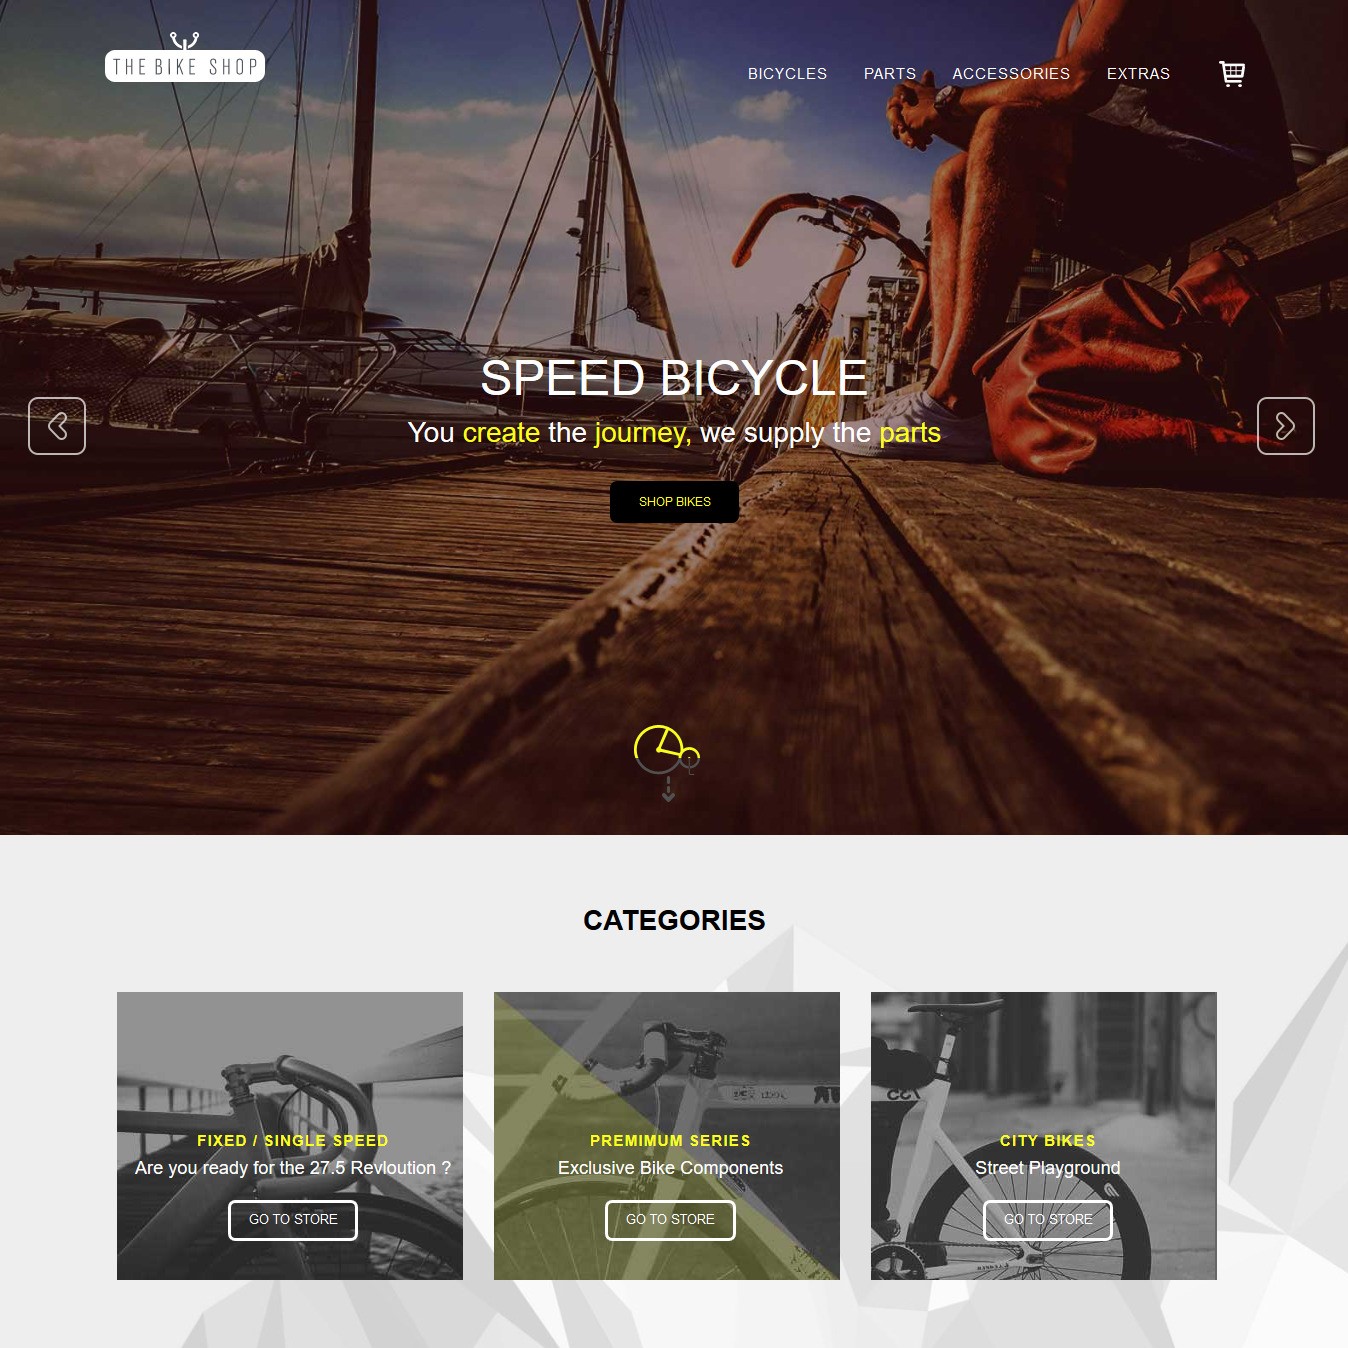 THE BIKE SHOP
BICYCLES PARTS ACCESSORIES EXTRAS
SPEED BICYCLE
You create the journey, we supply the parts
SHOP BIKES
CATEGORIES
FIXED / SINGLE SPEED
Are you ready for the 27.5 Revloution ?
GO TO STORE
PREMIMUM SERIES
Exclusive Bike Components
GO TO STORE
CITY BIKES
Street Playground
GO TO STORE